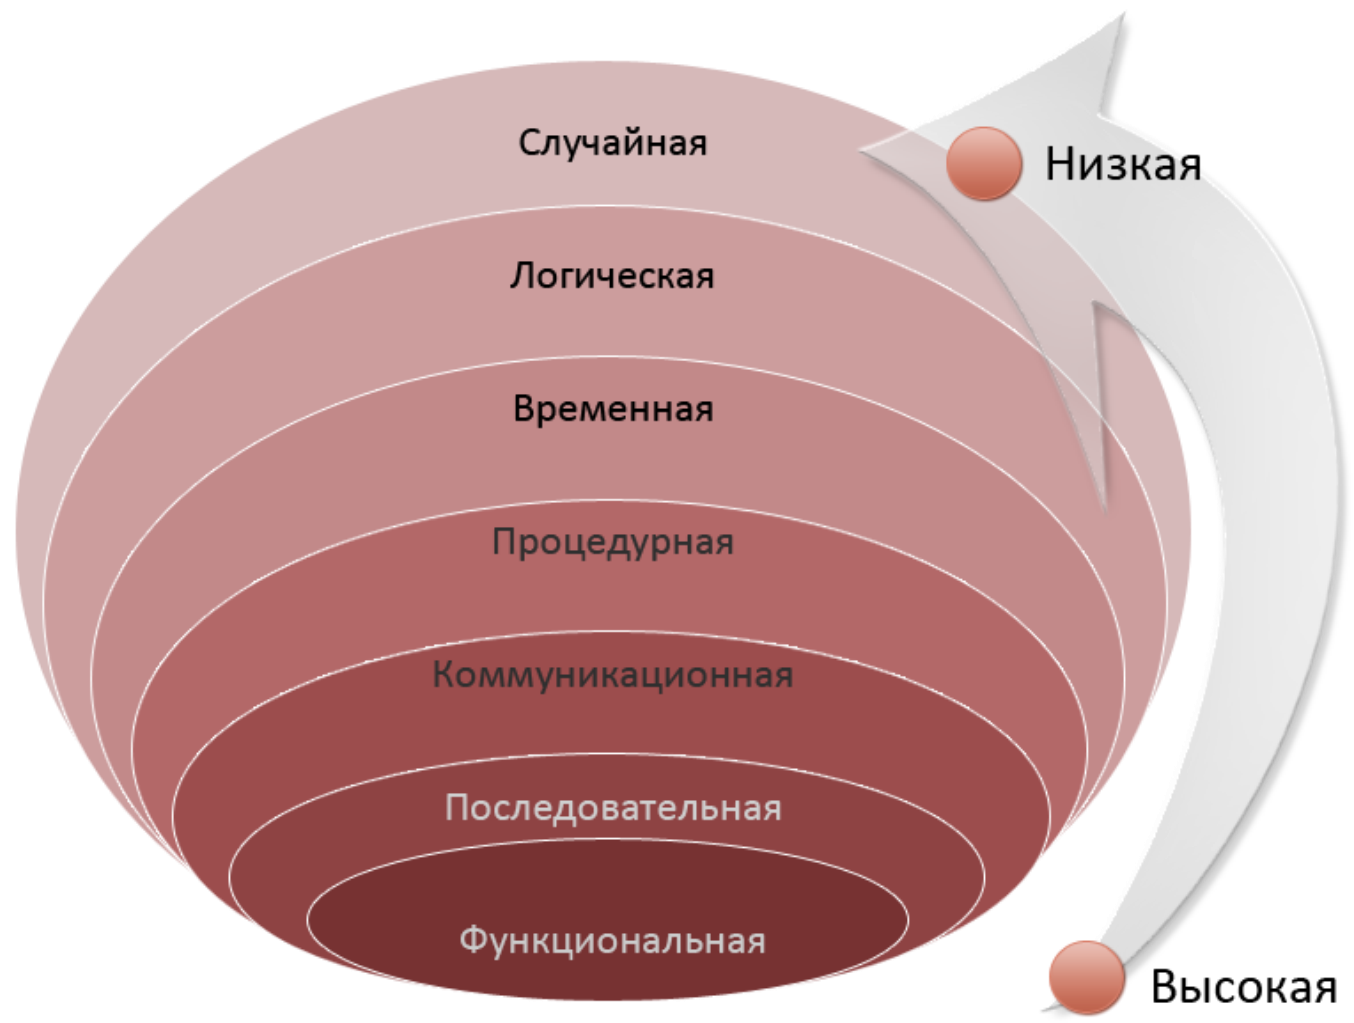 Случайная
Низкая
Логическая
Временная
Процедурная
Коммуникационная
Последовательная
Функциональная
Высокая